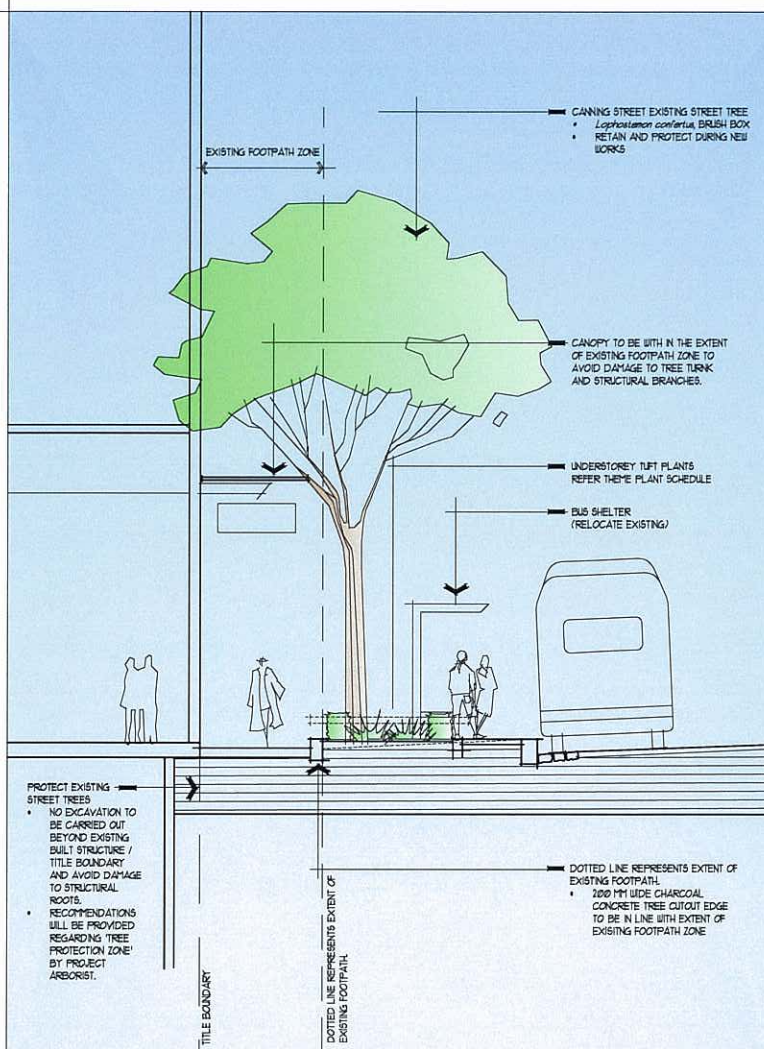 EXISTING FOOTPATH ZONE
CANNING STREET EXISTING STREET TREE
• Lophostemon confertus, BRUSH BOX
• RETAIN AND PROTECT DURING NEW
WORKS
CANOPY TO BE WITH IN THE EXTENT
OF EXISTING FOOTPATH ZONE TO
AVOID DAMAGE TO TREE TURNK
AND STRUCTURAL BRANCHES.
UNDERSTOREY TUFT PLANTS
REFER THEME PLANT SCHEDULE
BUS SHELTER
(RELOCATE EXISTING)
PROTECT EXISTING
STREET TREES
• NO EXCAVATION TO
BE CARRIED OUT
BEYOND EXISTING
BUILT STRUCTURE /
TITLE BOUNDARY
AND AVOID DAMAGE
TO STRUCTURAL
ROOTS.
• RECOMMENDATIONS
WILL BE PROVIDED
REGARDING 'TREE
PROTECTION ZONE'
BY PROJECT
ARBORIST.
TITLE BOUNDARY
DOTTED LINE REPRESENTS EXTENT OF
EXISTING FOOTPATH.
DOTTED LINE REPRESENTS EXTENT OF
EXISTING FOOTPATH.
• 200 MM WIDE CHARCOAL
CONCRETE TREE CUTOUT EDGE
TO BE IN LINE WITH EXTENT OF
EXISITNG FOOTPATH ZONE